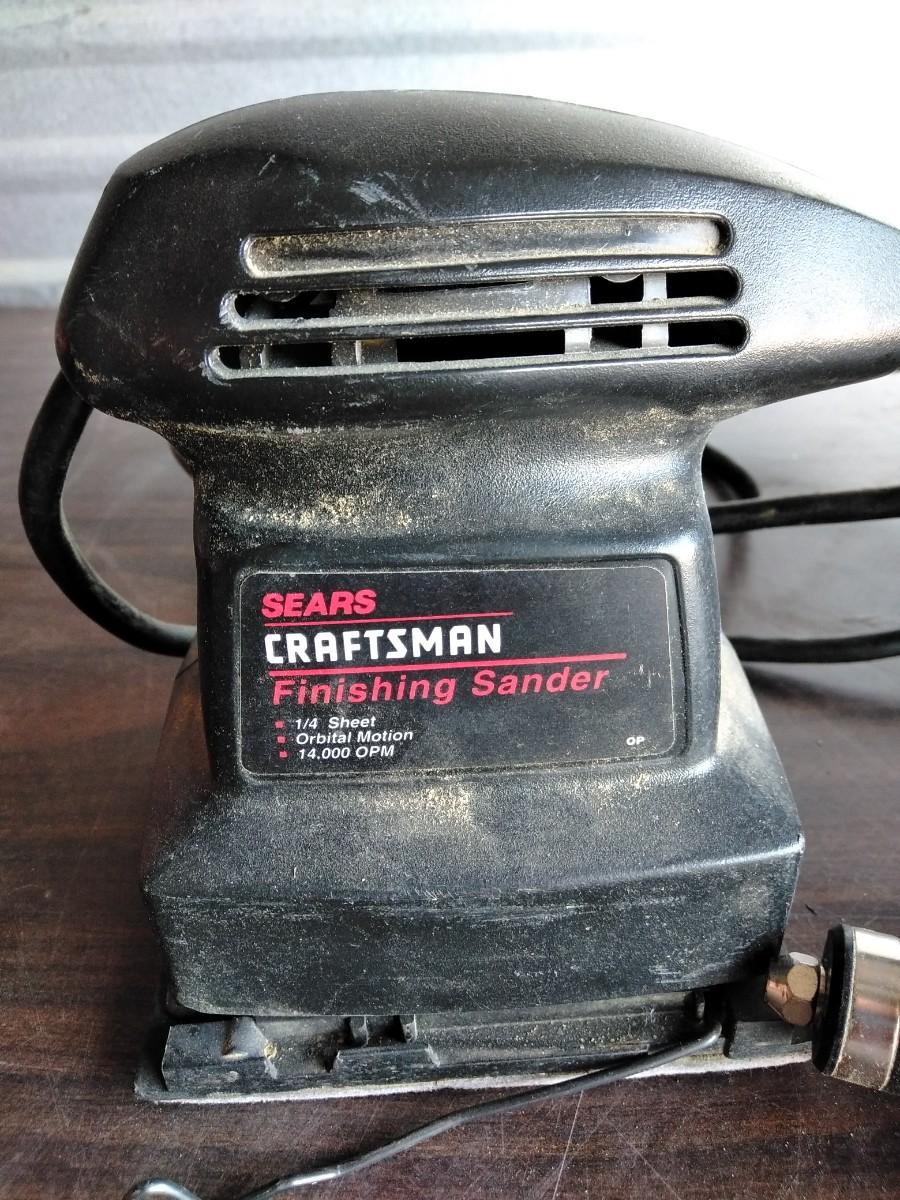 SEARS
CRAFTSMAN
Finishing Sander
1/4 Sheet
Orbital Motion
14.000 OPM
OP